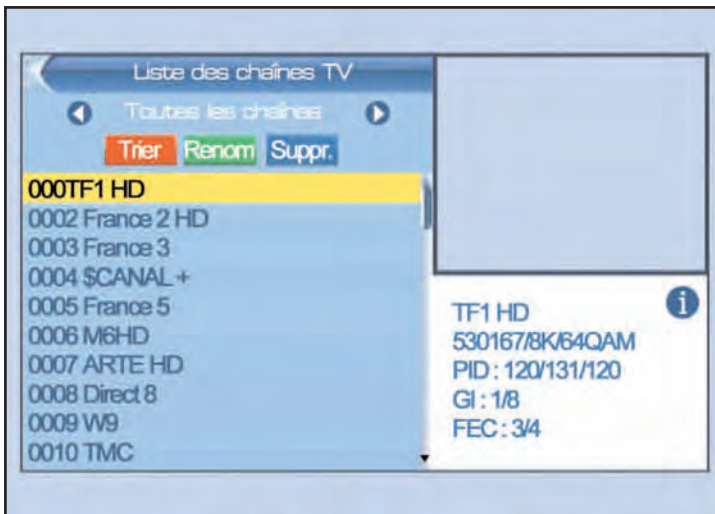 Liste des chaînes TV
Toutes les chaînes
Trier Renom Suppr.
000TF1 HD
0002 France 2 HD
0003 France 3
0004 $CANAL +
0005 France 5
0006 M6HD
0007 ARTE HD
0008 Direct 8
0009 W9
0010 TMC
TF1 HD
530167/8K/64QAM
PID : 120/131/120
GI : 1/8
FEC : 3/4